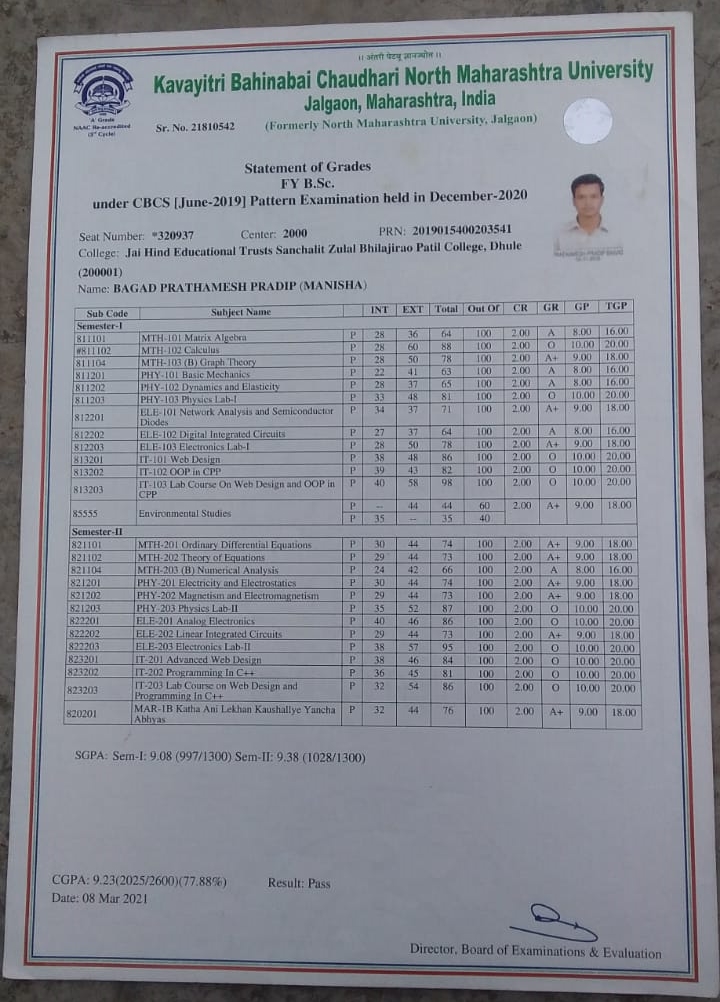 ।। अंतरी पेटवू ज्ञानज्योत ।।
Kavayitri Bahinabai Chaudhari North Maharashtra University
Jalgaon, Maharashtra, India
(Formerly North Maharashtra University, Jalgaon)
'A' Grade
NAAC Re-accredited
(3rd Cycle)
Sr. No. 21810542
Statement of Grades
FY B.Sc.
under CBCS [June-2019] Pattern Examination held in December-2020
Seat Number: *320937 Center: 2000 PRN: 2019015400203541
College: Jai Hind Educational Trusts Sanchalit Zulal Bhilajirao Patil College, Dhule
(200001)
Name: BAGAD PRATHAMESH PRADIP (MANISHA)
Sub Code Subject Name INT EXT Total Out Of CR GR GP TGP
Semester-I
811101 MTH-101 Matrix Algebra P 28 36 64 100 2.00 A 8.00 16.00
#811102 MTH-102 Calculus P 28 60 88 100 2.00 O 10.00 20.00
811104 MTH-103 (B) Graph Theory P 28 50 78 100 2.00 A+ 9.00 18.00
811201 PHY-101 Basic Mechanics P 22 41 63 100 2.00 A 8.00 16.00
811202 PHY-102 Dynamics and Elasticity P 28 37 65 100 2.00 A 8.00 16.00
811203 PHY-103 Physics Lab-I P 33 48 81 100 2.00 O 10.00 20.00
812201 ELE-101 Network Analysis and Semiconductor P 34 37 71 100 2.00 A+ 9.00 18.00
Diodes
812202 ELE-102 Digital Integrated Circuits P 27 37 64 100 2.00 A 8.00 16.00
812203 ELE-103 Electronics Lab-I P 28 50 78 100 2.00 A+ 9.00 18.00
813201 IT-101 Web Design P 38 48 86 100 2.00 O 10.00 20.00
813202 IT-102 OOP in CPP P 39 43 82 100 2.00 O 10.00 20.00
813203 IT-103 Lab Course On Web Design and OOP in P 40 58 98 100 2.00 O 10.00 20.00
CPP
85555 Environmental Studies P -- 44 44 60 2.00 A+ 9.00 18.00
P 35 -- 35 40
Semester-II
821101 MTH-201 Ordinary Differential Equations P 30 44 74 100 2.00 A+ 9.00 18.00
821102 MTH-202 Theory of Equations P 29 44 73 100 2.00 A+ 9.00 18.00
821104 MTH-203 (B) Numerical Analysis P 24 42 66 100 2.00 A 8.00 16.00
821201 PHY-201 Electricity and Electrostatics P 30 44 74 100 2.00 A+ 9.00 18.00
821202 PHY-202 Magnetism and Electromagnetism P 29 44 73 100 2.00 A+ 9.00 18.00
821203 PHY-203 Physics Lab-II P 35 52 87 100 2.00 O 10.00 20.00
822201 ELE-201 Analog Electronics P 40 46 86 100 2.00 O 10.00 20.00
822202 ELE-202 Linear Integrated Circuits P 29 44 73 100 2.00 A+ 9.00 18.00
822203 ELE-203 Electronics Lab-II P 38 57 95 100 2.00 O 10.00 20.00
823201 IT-201 Advanced Web Design P 38 46 84 100 2.00 O 10.00 20.00
823202 IT-202 Programming In C++ P 36 45 81 100 2.00 O 10.00 20.00
823203 IT-203 Lab Course on Web Design and P 32 54 86 100 2.00 O 10.00 20.00
Programming In C++
820201 MAR-1B Katha Ani Lekhan Kaushallye Yancha P 32 44 76 100 2.00 A+ 9.00 18.00
Abhyas
SGPA: Sem-I: 9.08 (997/1300) Sem-II: 9.38 (1028/1300)
CGPA: 9.23(2025/2600)(77.88%) Result: Pass
Date: 08 Mar 2021
Director, Board of Examinations & Evaluation